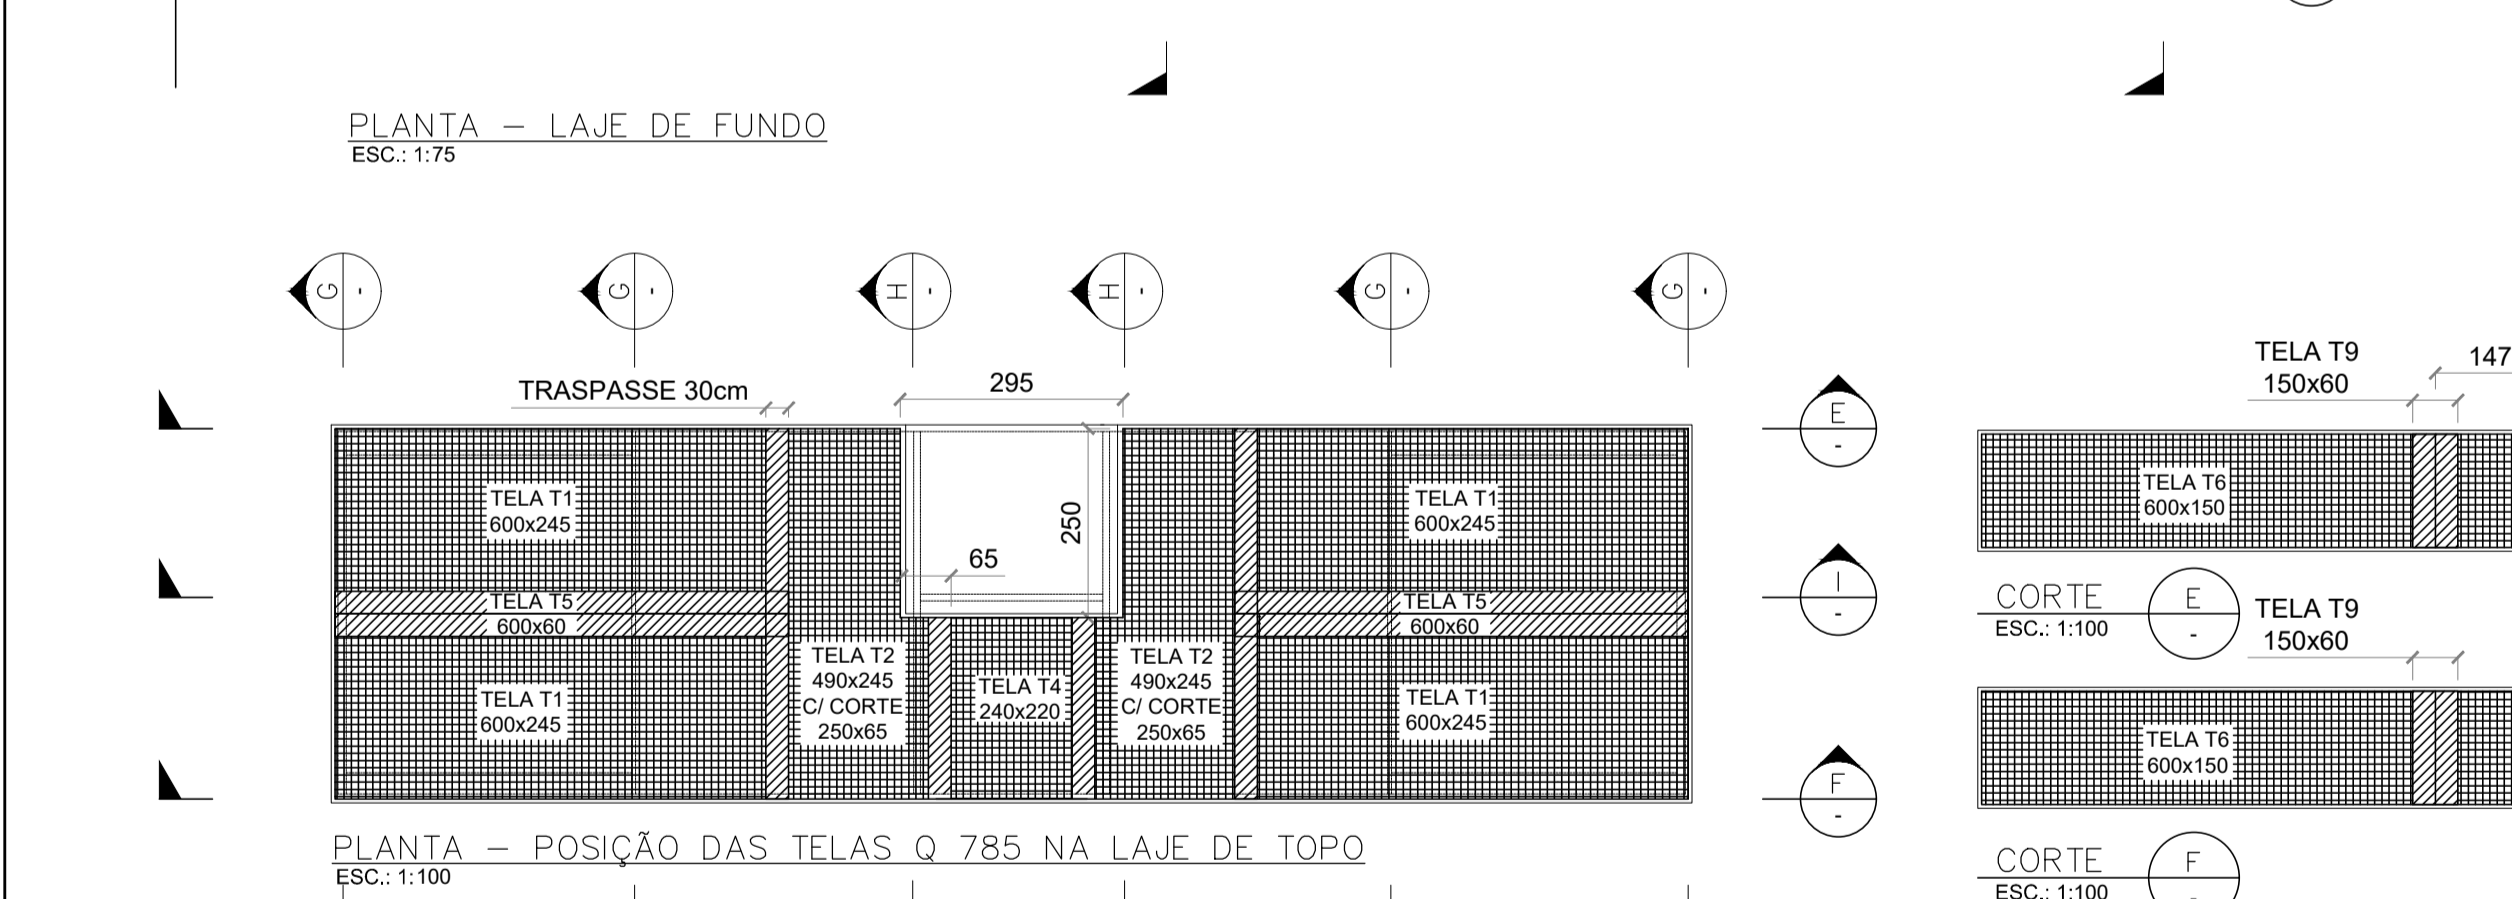 PLANTA – LAJE DE FUNDO
ESC.: 1:75
G -
G -
H -
H -
G -
G -
TRASPASSE 30cm
295
TELA T9
150x60
147
E
-
TELA T1
600x245
250
65
TELA T1
600x245
TELA T6
600x150
I
-
TELA T5
600x60
TELA T5
600x60
CORTE E
ESC.: 1:100 -
TELA T9
150x60
TELA T2
490x245
C/ CORTE
250x65
TELA T4
240x220
TELA T2
490x245
C/ CORTE
250x65
TELA T1
600x245
TELA T1
600x245
TELA T6
600x150
F
-
PLANTA – POSIÇÃO DAS TELAS Q 785 NA LAJE DE TOPO
ESC.: 1:100
CORTE F
ESC.: 1:100 -